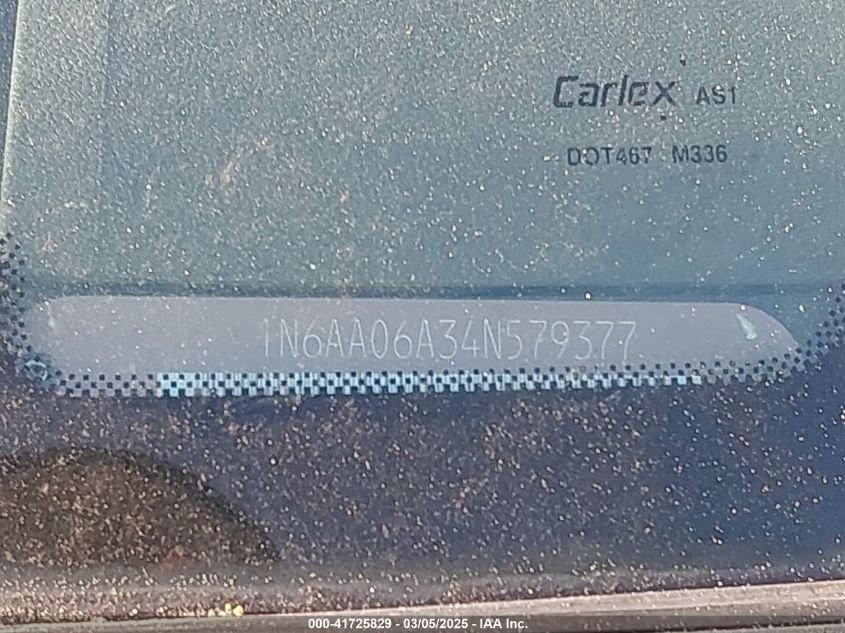 Carlex AS1
DOT467 M336
1N6AA06A34N579377
000-41725829 - 03/05/2025 - IAA Inc.